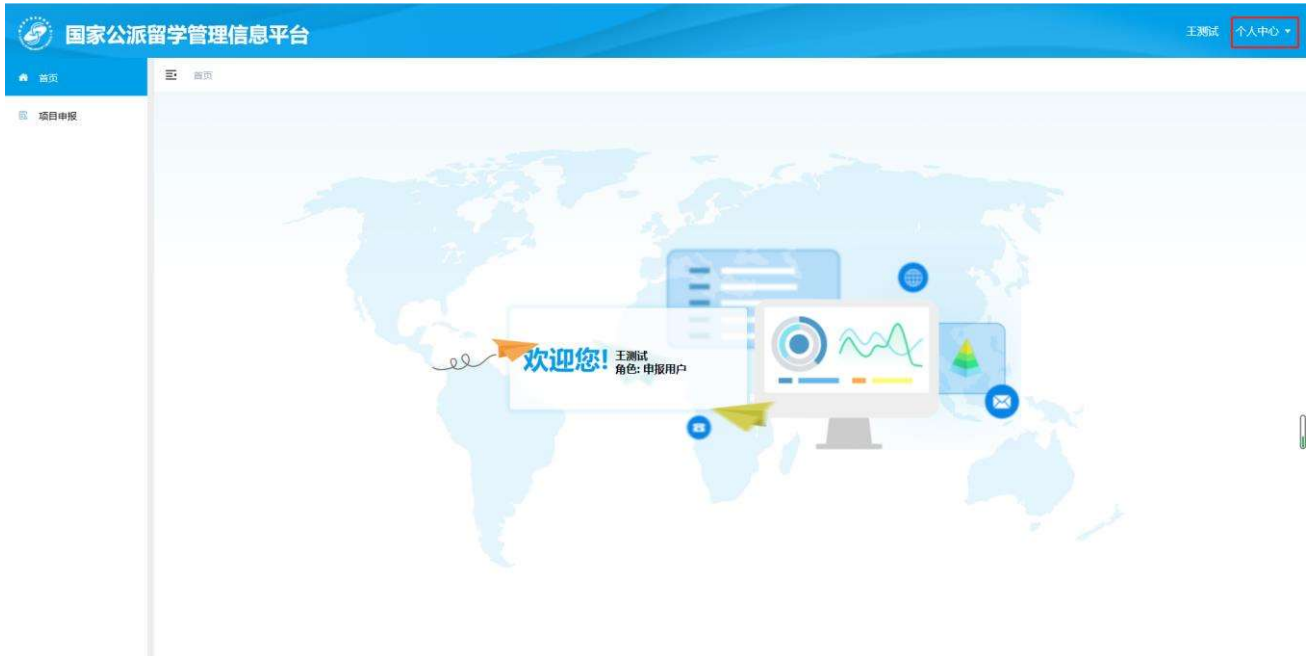 国家公派留学管理信息平台
王测试 个人中心
首页
首页
项目申报
欢迎您!
王测试
角色: 申报用户